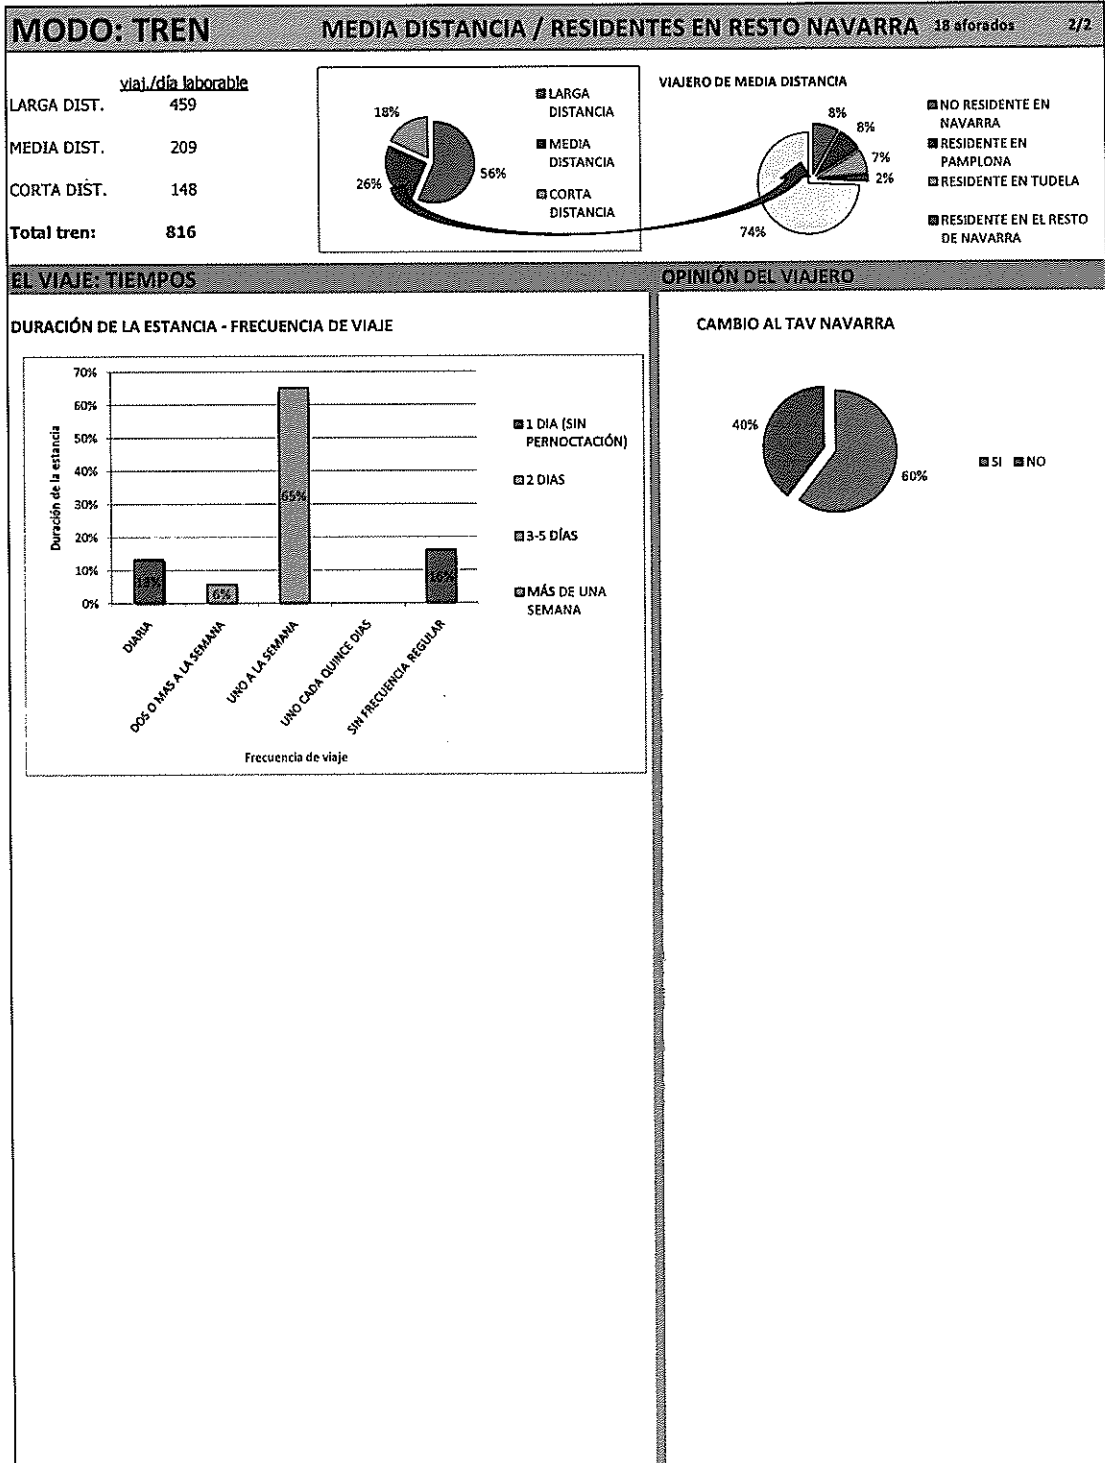 MODO: TREN MEDIA DISTANCIA / RESIDENTES EN RESTO NAVARRA 18 aforados 2/2
viaj./día laborable
LARGA DIST. 459
MEDIA DIST. 209
CORTA DIST. 148
Total tren: 816
18%
26%
56%
LARGA
DISTANCIA
MEDIA
DISTANCIA
CORTA
DISTANCIA
VIAJERO DE MEDIA DISTANCIA
8%
8%
7%
2%
74%
NO RESIDENTE EN
NAVARRA
RESIDENTE EN
PAMPLONA
RESIDENTE EN TUDELA
RESIDENTE EN EL RESTO
DE NAVARRA
EL VIAJE: TIEMPOS
OPINIÓN DEL VIAJERO
DURACIÓN DE LA ESTANCIA - FRECUENCIA DE VIAJE
Duración de la estancia
70%
60%
50%
40%
30%
20%
10%
0%
13%
6%
65%
16%
DIARIA
DOS O MAS A LA SEMANA
UNO A LA SEMANA
UNO CADA QUINCE DIAS
SIN FRECUENCIA REGULAR
Frecuencia de viaje
1 DIA (SIN
PERNOCTACIÓN)
2 DIAS
3-5 DÍAS
MÁS DE UNA
SEMANA
CAMBIO AL TAV NAVARRA
40%
60%
SI NO